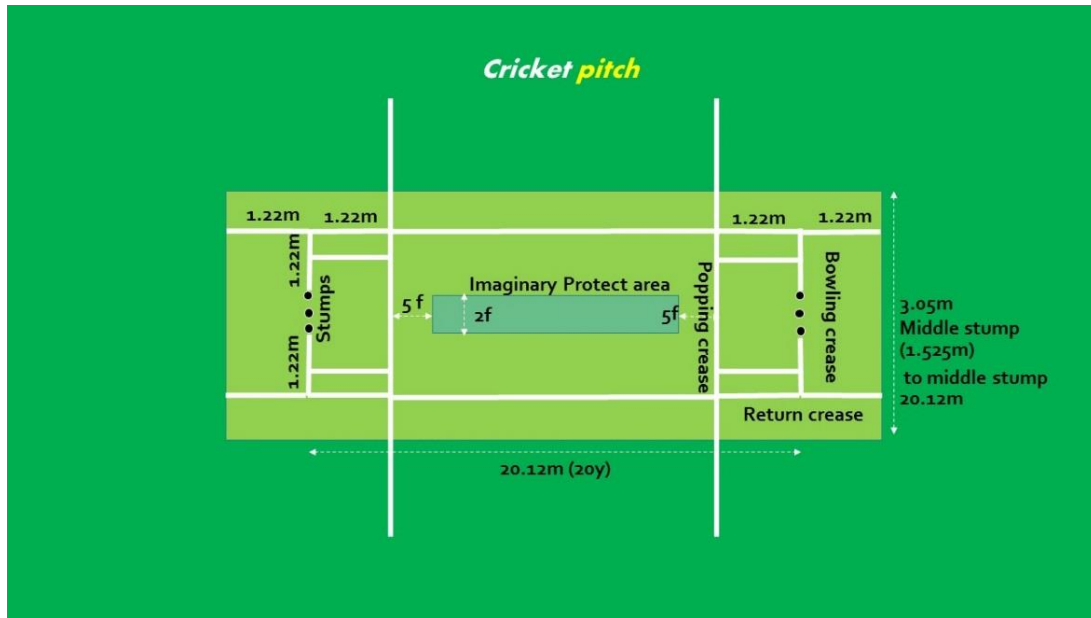 Cricket pitch
1.22m 1.22m 1.22m 1.22m
1.22m
Stumps
1.22m
5 f
Imaginary Protect area
2f
5f
Popping crease
Bowling crease
3.05m
Middle stump
(1.525m)
to middle stump
20.12m
Return crease
20.12m (20y)